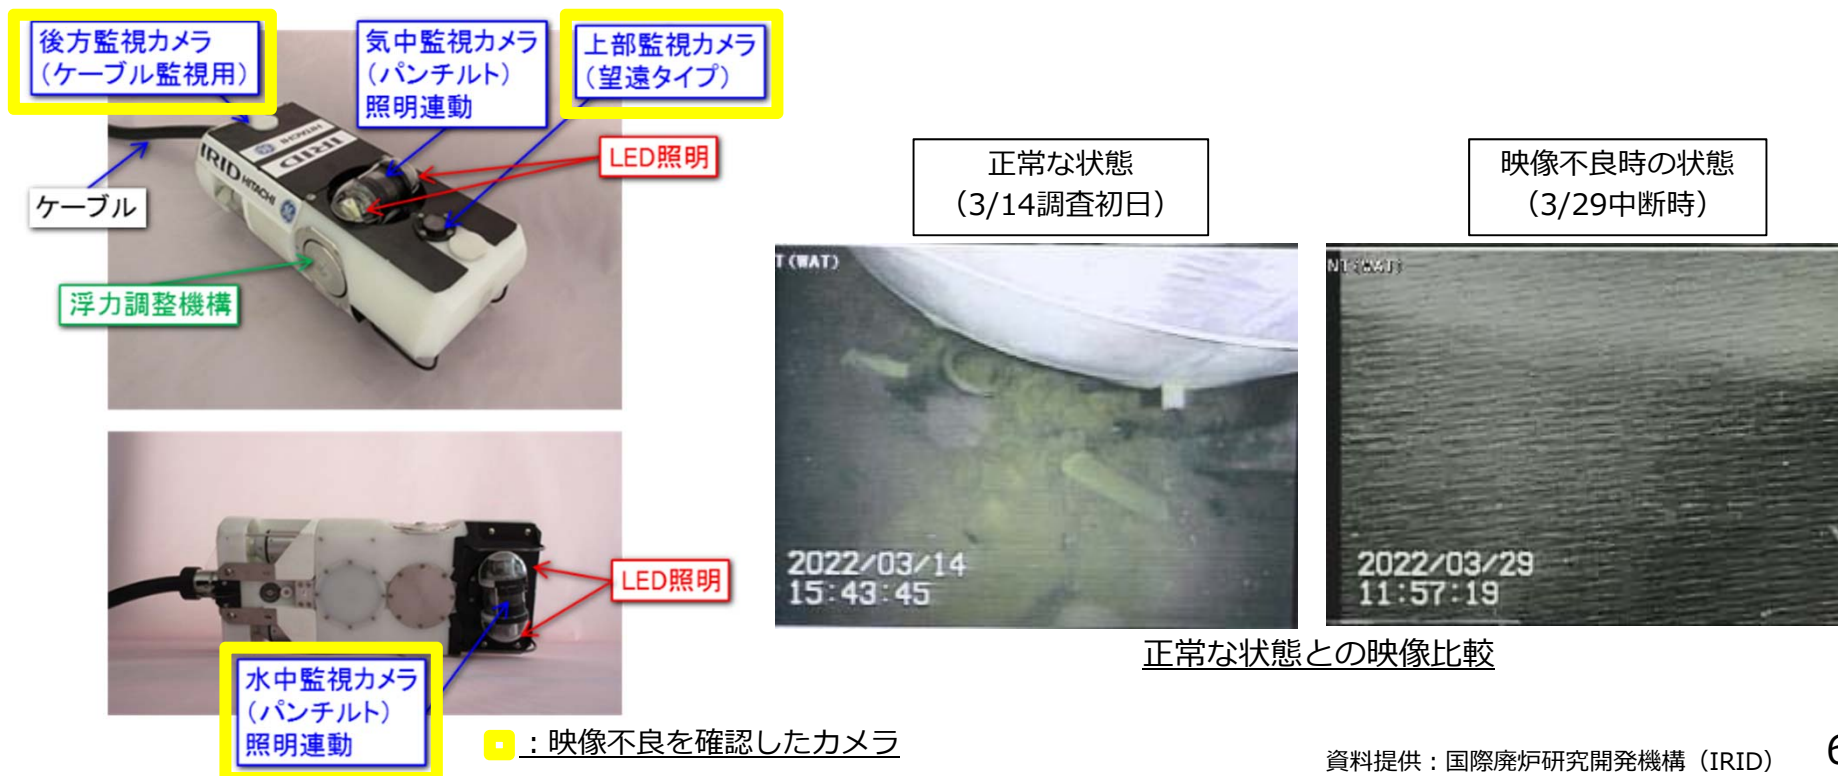 後方監視カメラ
（ケーブル監視用）
気中監視カメラ
（パンチルト）
照明連動
上部監視カメラ
（望遠タイプ）
LED照明
ケーブル
浮力調整機構
IRID HITACHI
IRID
HITACHI
LED照明
水中監視カメラ
（パンチルト）
照明連動
：映像不良を確認したカメラ
正常な状態
（3/14調査初日）
映像不良時の状態
（3/29中断時）
T(WAT)
2022/03/14
15:43:45
NT(WAT)
2022/03/29
11:57:19
正常な状態との映像比較
資料提供：国際廃炉研究開発機構（IRID）
6